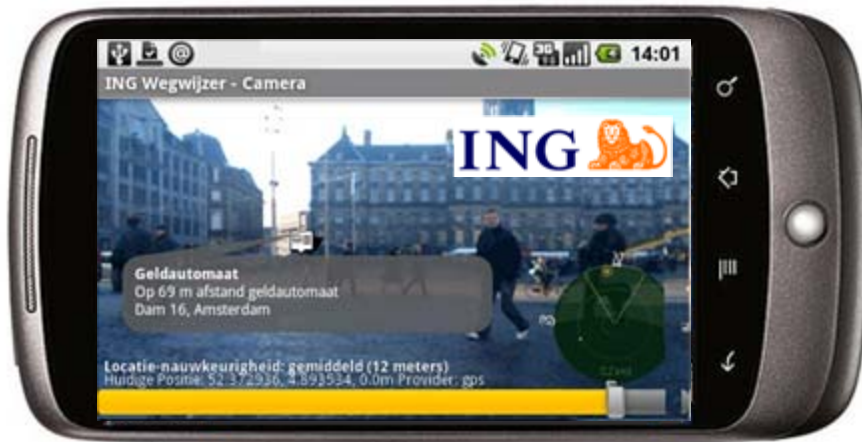 3G
14:01
ING Wegwijzer - Camera
ING
Geldautomaat
Op 69 m afstand geldautomaat
Dam 16, Amsterdam
Locatie-nauwkeurigheid: gemiddeld (12 meters)
Huidige Positie: 52.372936, 4.893534, 0.0m Provider: gps